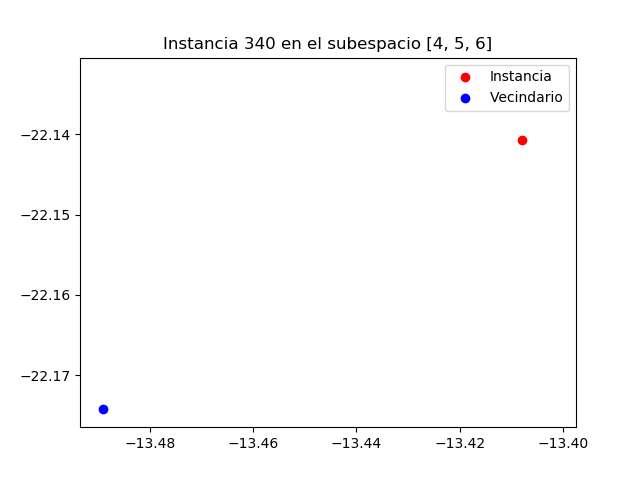 Instancia 340 en el subespacio [4, 5, 6]
Instancia
Vecindario
−22.14
−22.15
−22.16
−22.17
−13.48 −13.46 −13.44 −13.42 −13.40